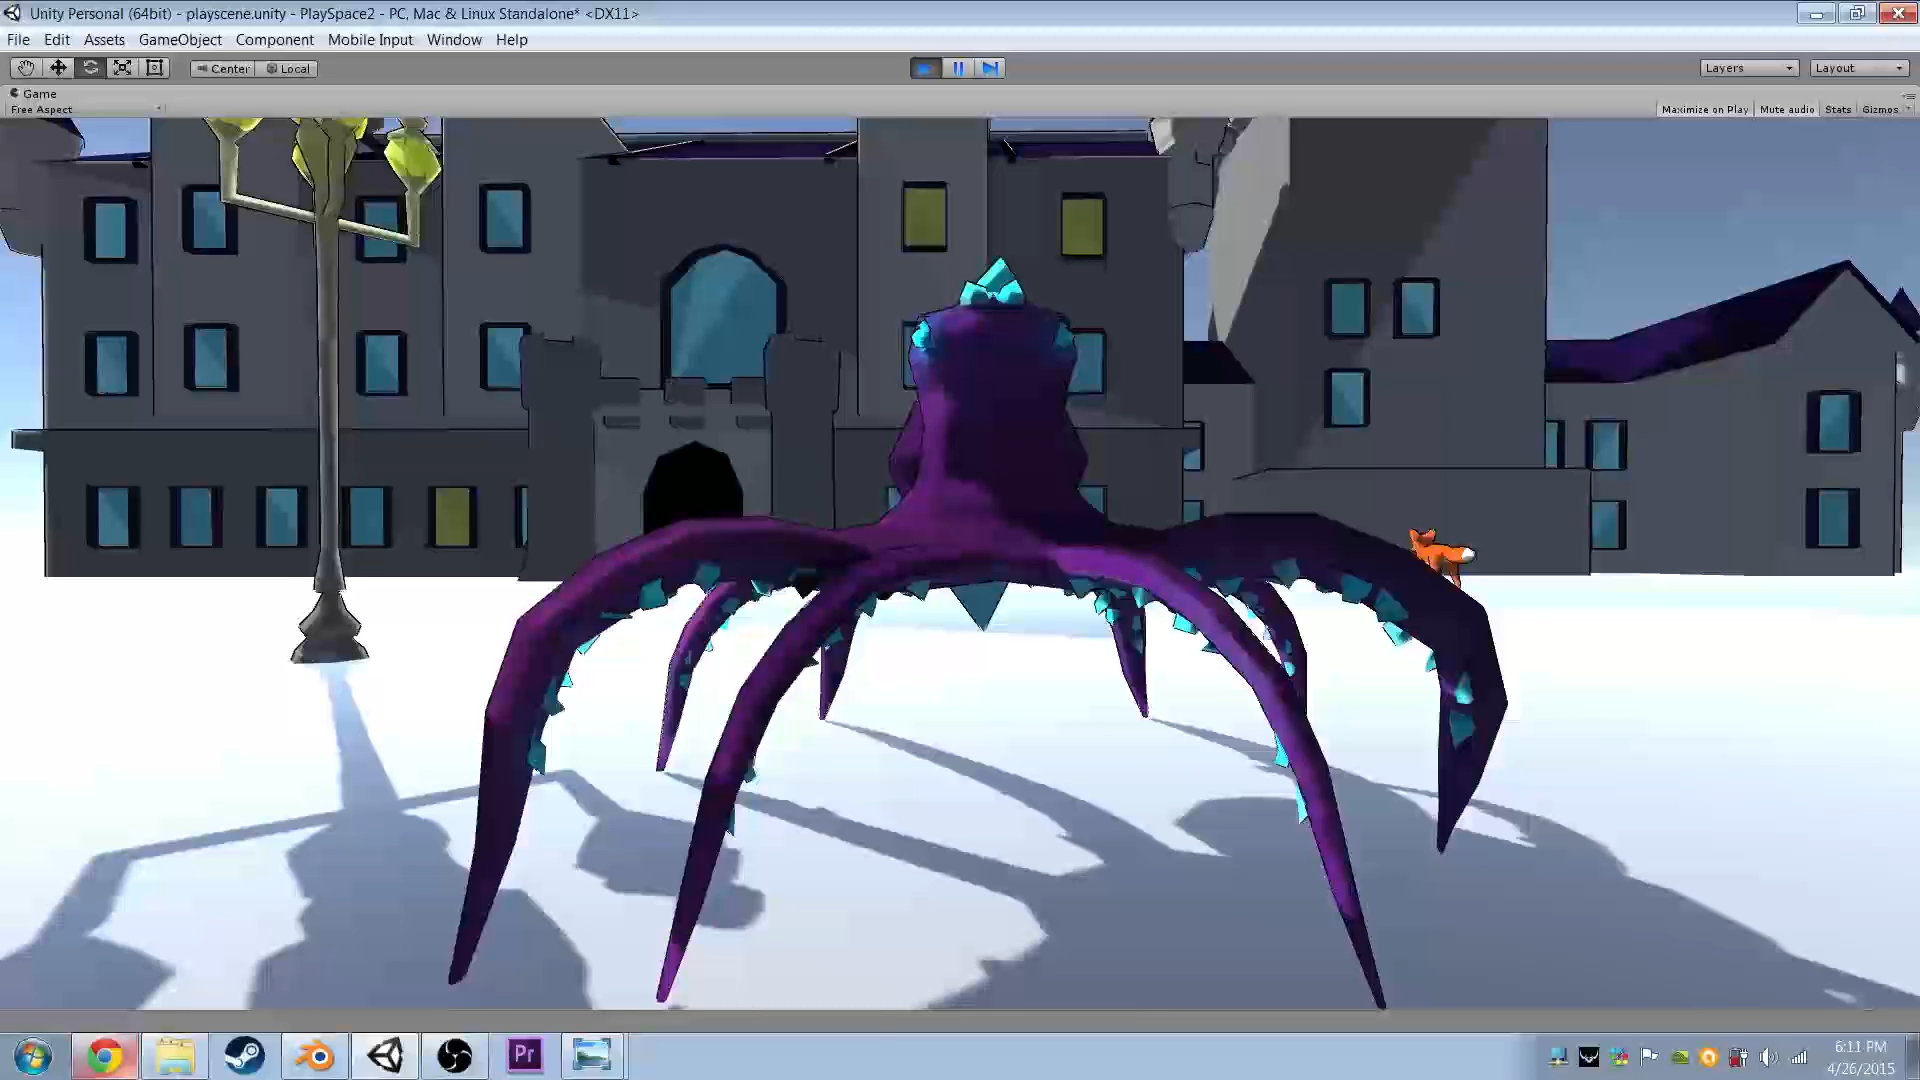 Unity Personal (64bit) - playscene.unity - PlaySpace2 - PC, Mac & Linux Standalone* <DX11>
File Edit Assets GameObject Component Mobile Input Window Help
Center Local Layers Layout
Game
Free Aspect Maximize on Play Mute audio Stats Gizmos
Pr
6:11 PM
4/26/2015